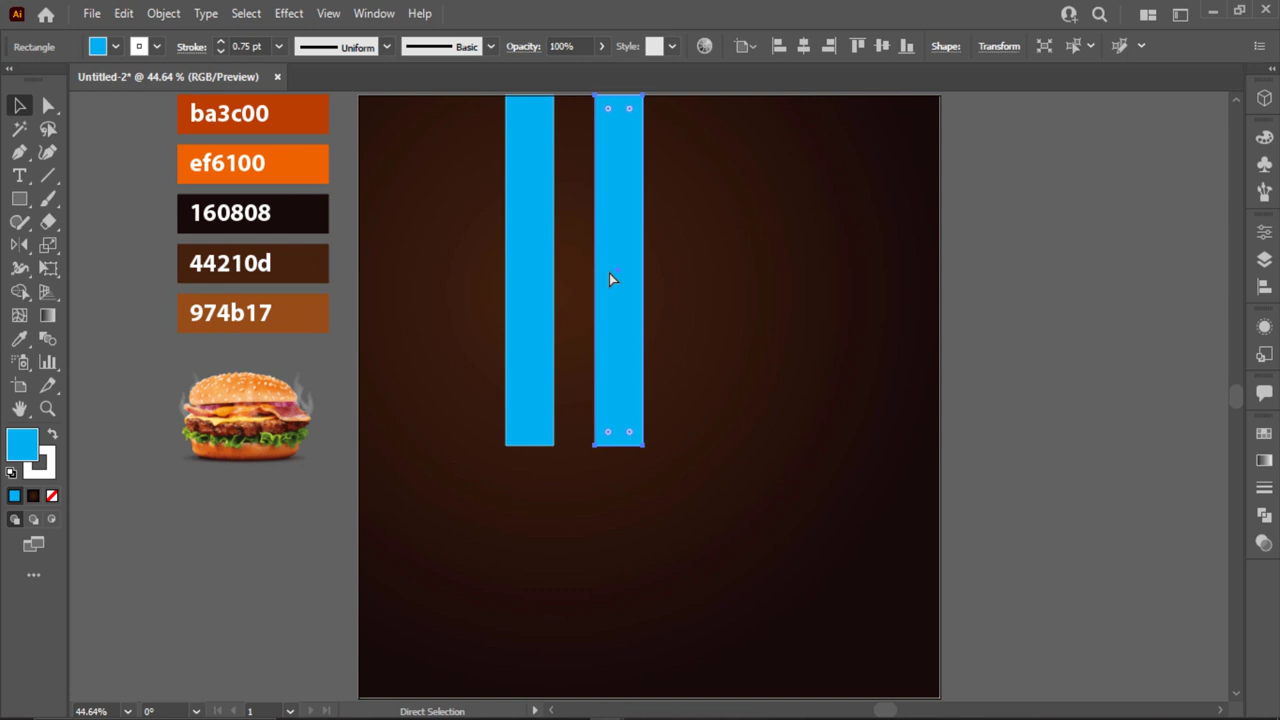 Ai File Edit Object Type Select Effect View Window Help
Rectangle Stroke: 0.75 pt Uniform Basic Opacity: 100% Style: Shape: Transform
Untitled-2* @ 44.64 % (RGB/Preview) ×
ba3c00
ef6100
160808
44210d
974b17
44.64% 0° 1 Direct Selection